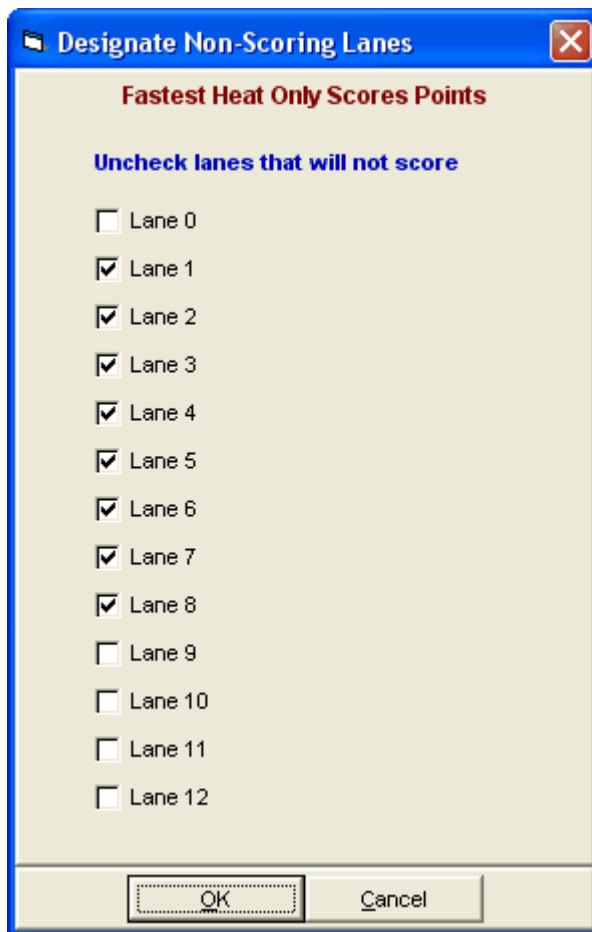 Designate Non-Scoring Lanes
Fastest Heat Only Scores Points
Uncheck lanes that will not score
Lane 0
Lane 1
Lane 2
Lane 3
Lane 4
Lane 5
Lane 6
Lane 7
Lane 8
Lane 9
Lane 10
Lane 11
Lane 12
OK Cancel